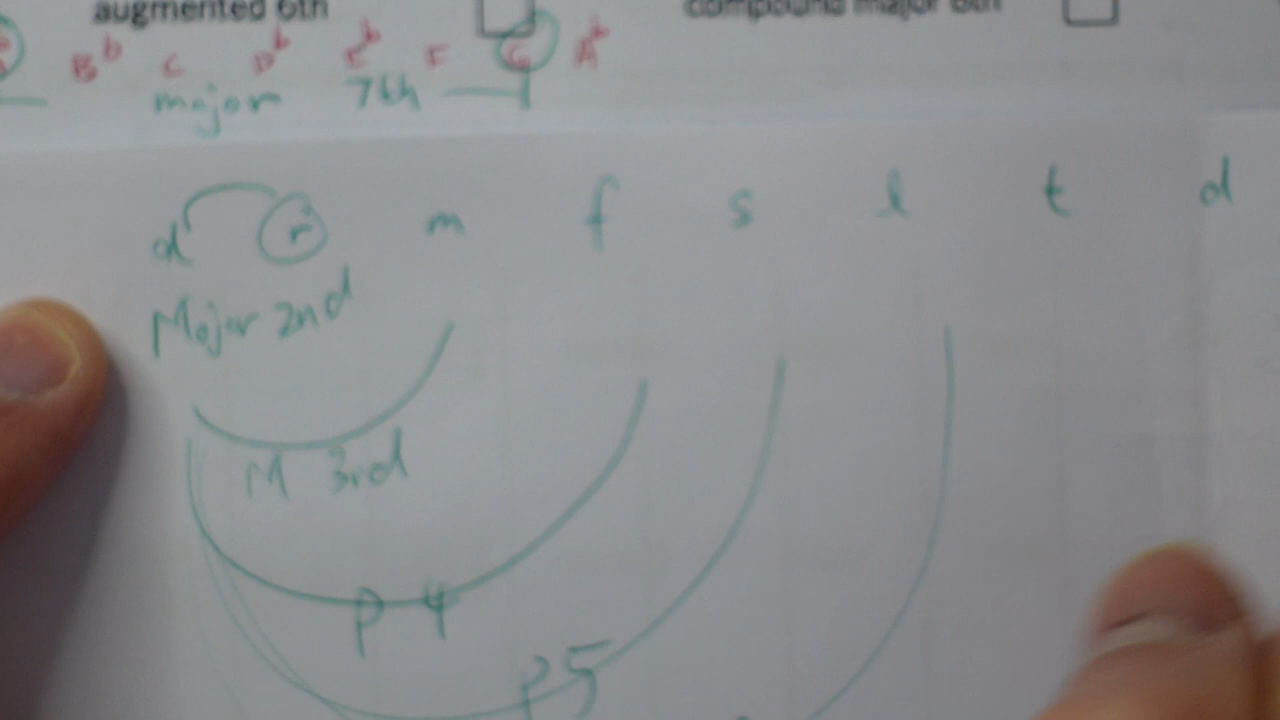 augmented 6th compound major 6th
B♭ C D♭ E♭ F G A♭
major 7th
d r m f s l t d
Major 2nd
M 3rd
P 4
P5